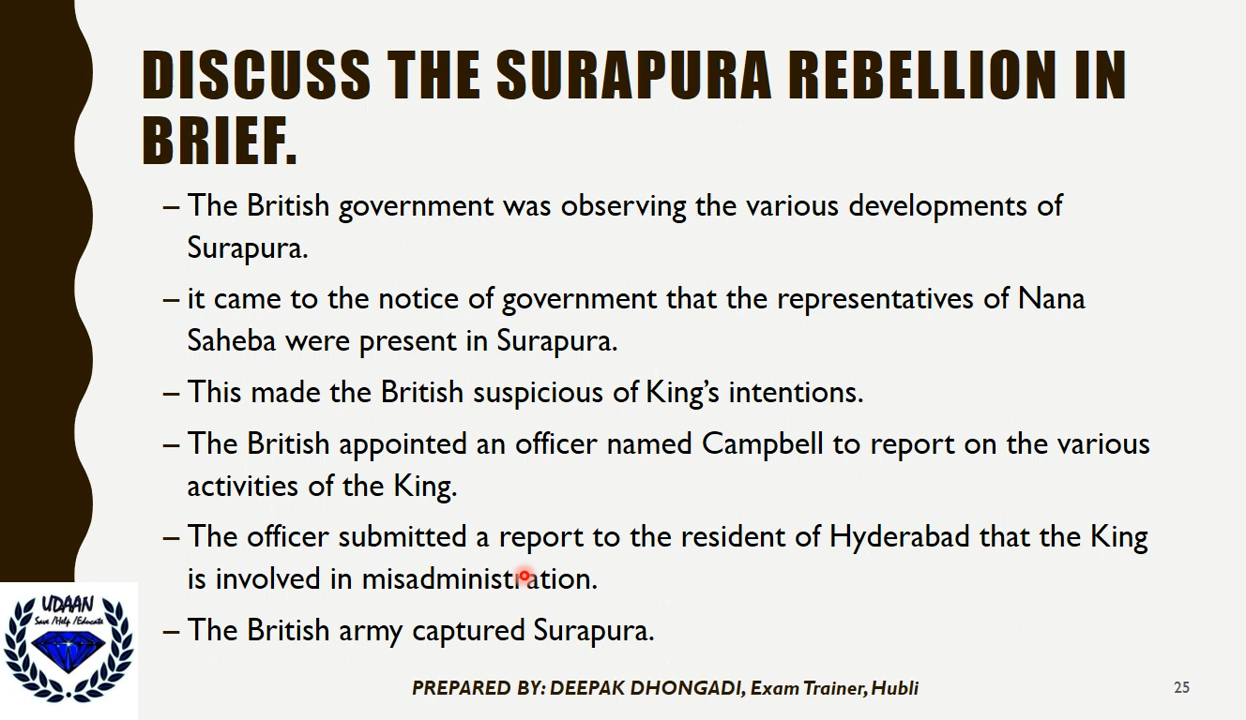 DISCUSS THE SURAPURA REBELLION IN
BRIEF.
– The British government was observing the various developments of
Surapura.
– it came to the notice of government that the representatives of Nana
Saheba were present in Surapura.
– This made the British suspicious of King's intentions.
– The British appointed an officer named Campbell to report on the various
activities of the King.
– The officer submitted a report to the resident of Hyderabad that the King
is involved in misadministration.
– The British army captured Surapura.
UDAAN
Save /Help /Educate
PREPARED BY: DEEPAK DHONGADI, Exam Trainer, Hubli
25